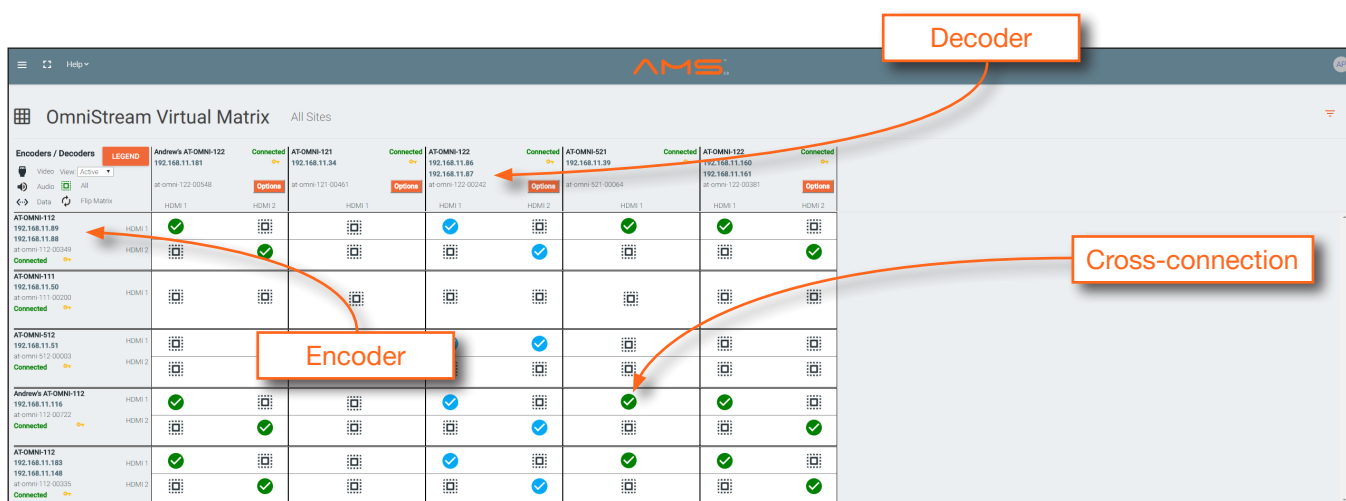 Decoder
Help
AMS
AP
OmniStream Virtual Matrix All Sites
Encoders / Decoders LEGEND
Video View: Active
Audio All
Data Flip Matrix
Andrew's AT-OMNI-122 Connected
192.168.11.181
at-omni-122-00548 Options
HDMI 1 HDMI 2
AT-OMNI-121 Connected
192.168.11.34
at-omni-121-00461 Options
HDMI 1
AT-OMNI-122 Connected
192.168.11.86
192.168.11.87
at-omni-122-00242 Options
HDMI 1 HDMI 2
AT-OMNI-521 Connected
192.168.11.39
at-omni-521-00064
HDMI 1
AT-OMNI-122 Connected
192.168.11.160
192.168.11.161
at-omni-122-00381 Options
HDMI 1 HDMI 2
AT-OMNI-112
192.168.11.89 HDMI 1
192.168.11.88
at-omni-112-00349 HDMI 2
Connected
Cross-connection
AT-OMNI-111
192.168.11.50
at-omni-111-00200 HDMI 1
Connected
Encoder
AT-OMNI-512
192.168.11.51 HDMI 1
at-omni-512-00003
Connected HDMI 2
Andrew's AT-OMNI-112
192.168.11.116 HDMI 1
at-omni-112-00722
Connected HDMI 2
AT-OMNI-112
192.168.11.183 HDMI 1
192.168.11.148
at-omni-112-00335 HDMI 2
Connected